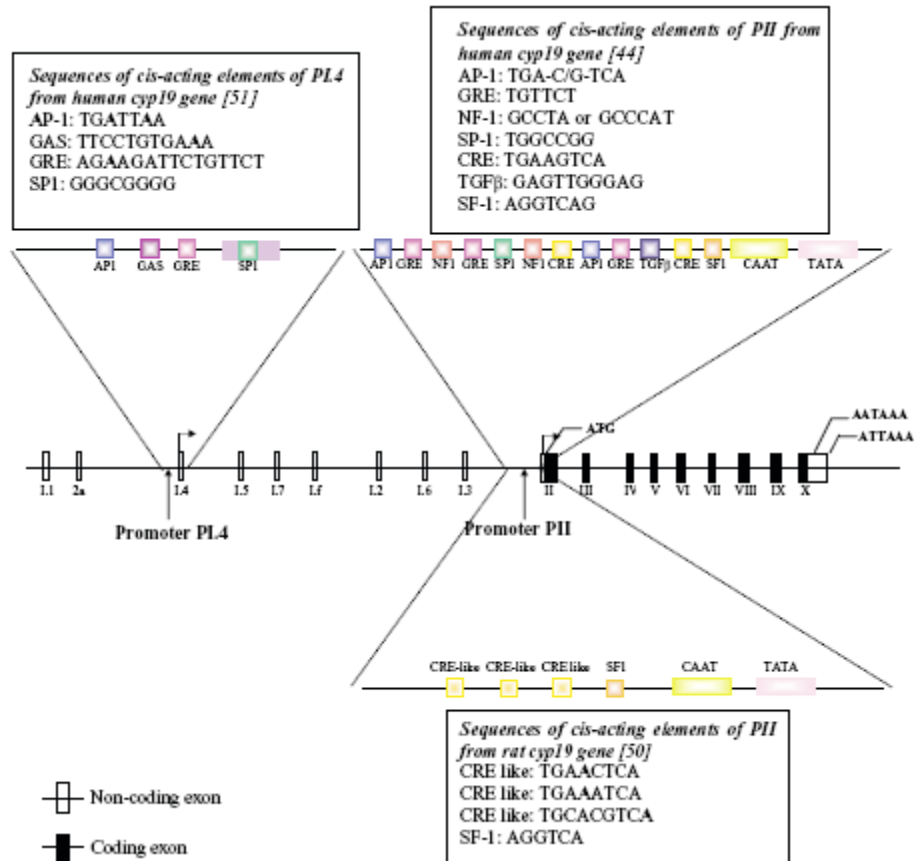 Sequences of cis-acting elements of PL4
from human cyp19 gene [51]
AP-1: TGATTAA
GAS: TTCCTGTGAAA
GRE: AGAAGATTCTGTTCT
SP1: GGGCGGGG
Sequences of cis-acting elements of PII from
human cyp19 gene [44]
AP-1: TGA-C/G-TCA
GRE: TGTTCT
NF-1: GCCTA or GCCCAT
SP-1: TGGCCGG
CRE: TGAAGTCA
TGFβ: GAGTTGGGAG
SF-1: AGGTCAG
AP1 GAS GRE SP1
AP1 GRE NF1 GRE SP1 NF1 CRE AP1 GRE TGFβ CRE SF1 CAAT TATA
ATG
AATAAA
ATTAAA
I.1 2a I.4 I.5 I.7 I.f I.2 I.6 I.3 II III IV V VI VII VIII IX X
Promoter PL4
Promoter PII
CRE-like CRE-like CRE like SF1 CAAT TATA
Sequences of cis-acting elements of PII
from rat cyp19 gene [50]
CRE like: TGAACTCA
CRE like: TGAAATCA
CRE like: TGCACGTCA
SF-1: AGGTCA
Non-coding exon
Coding exon